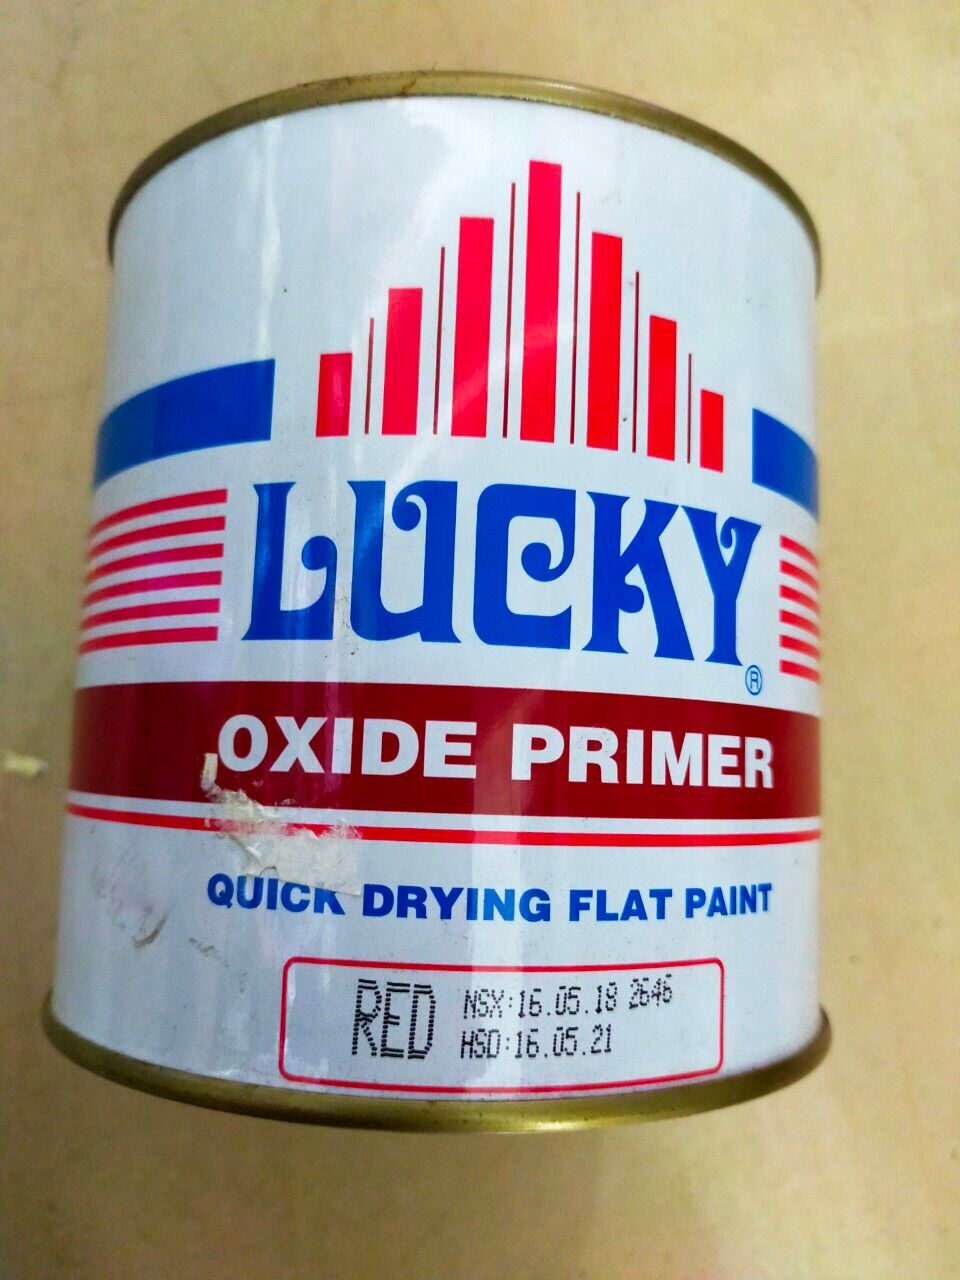 LUCKY
®
OXIDE PRIMER
QUICK DRYING FLAT PAINT
RED
NSX:16.05.18 2646
HSD:16.05.21